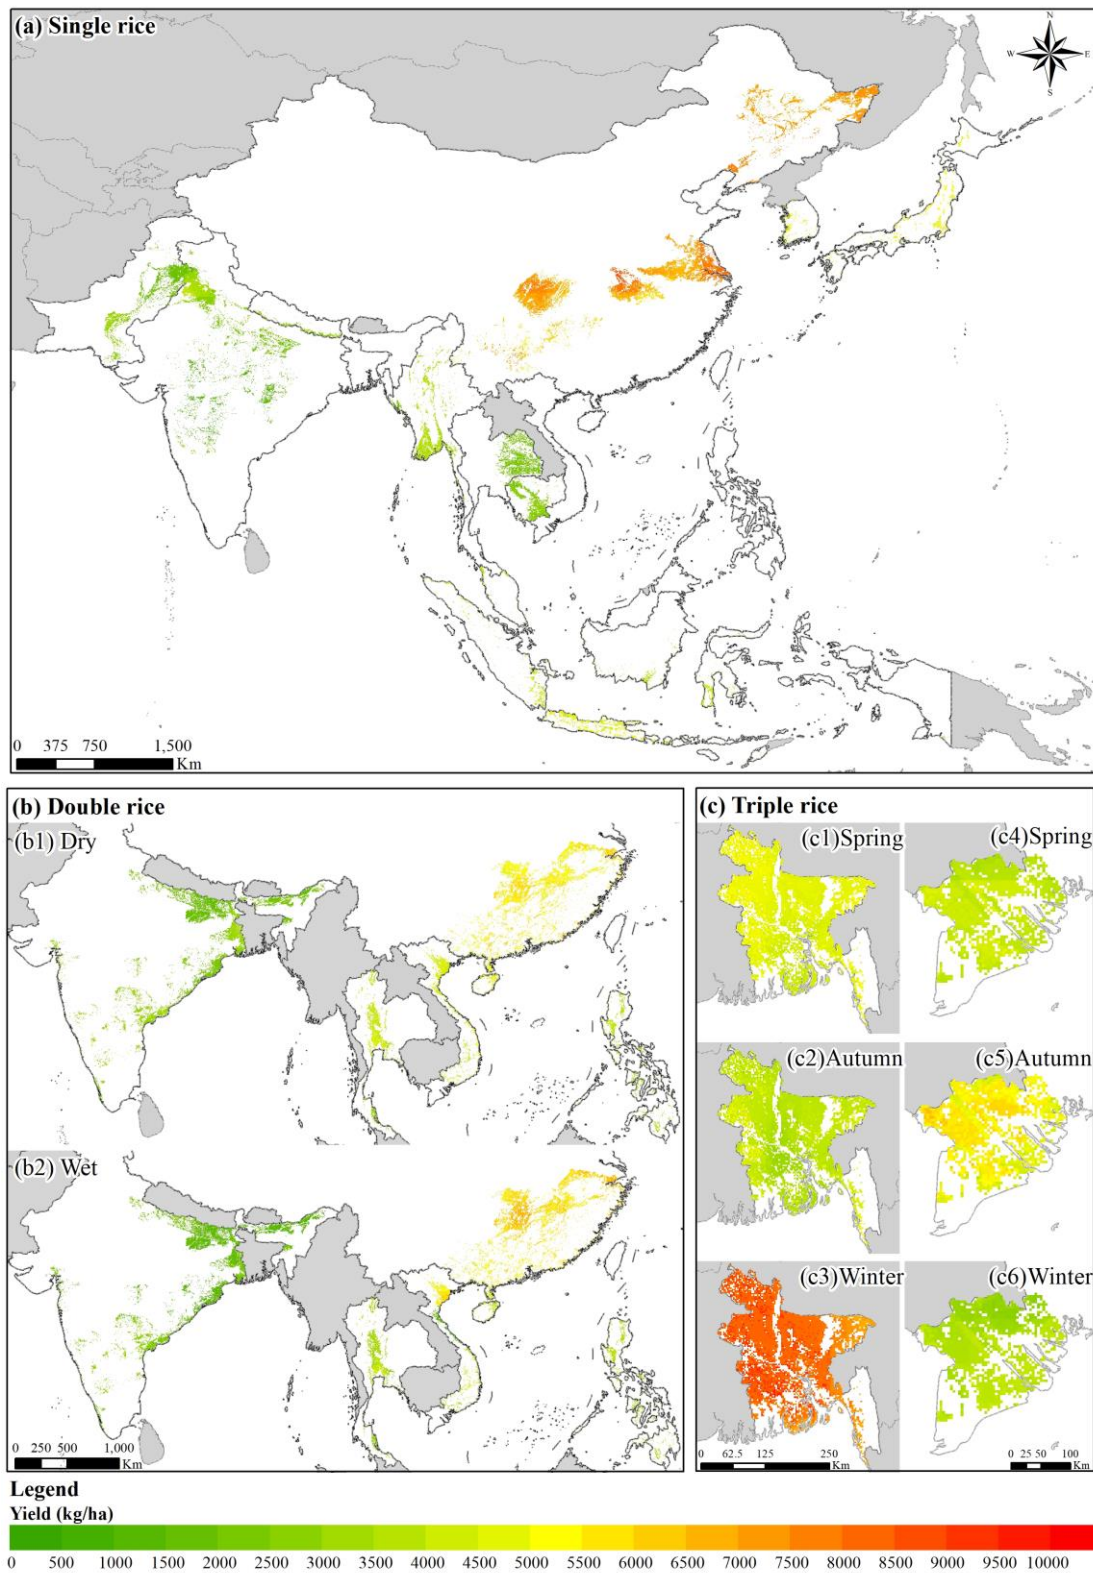 (a) Single rice
N
W E
S
0 375 750 1,500
Km
(b) Double rice
(b1) Dry
(b2) Wet
0 250 500 1,000
Km
(c) Triple rice
(c1)Spring
(c4)Spring
(c2)Autumn
(c5)Autumn
(c3)Winter
(c6)Winter
0 62.5 125 250
Km
0 25 50 100
Km
Legend
Yield (kg/ha)
0 500 1000 1500 2000 2500 3000 3500 4000 4500 5000 5500 6000 6500 7000 7500 8000 8500 9000 9500 10000